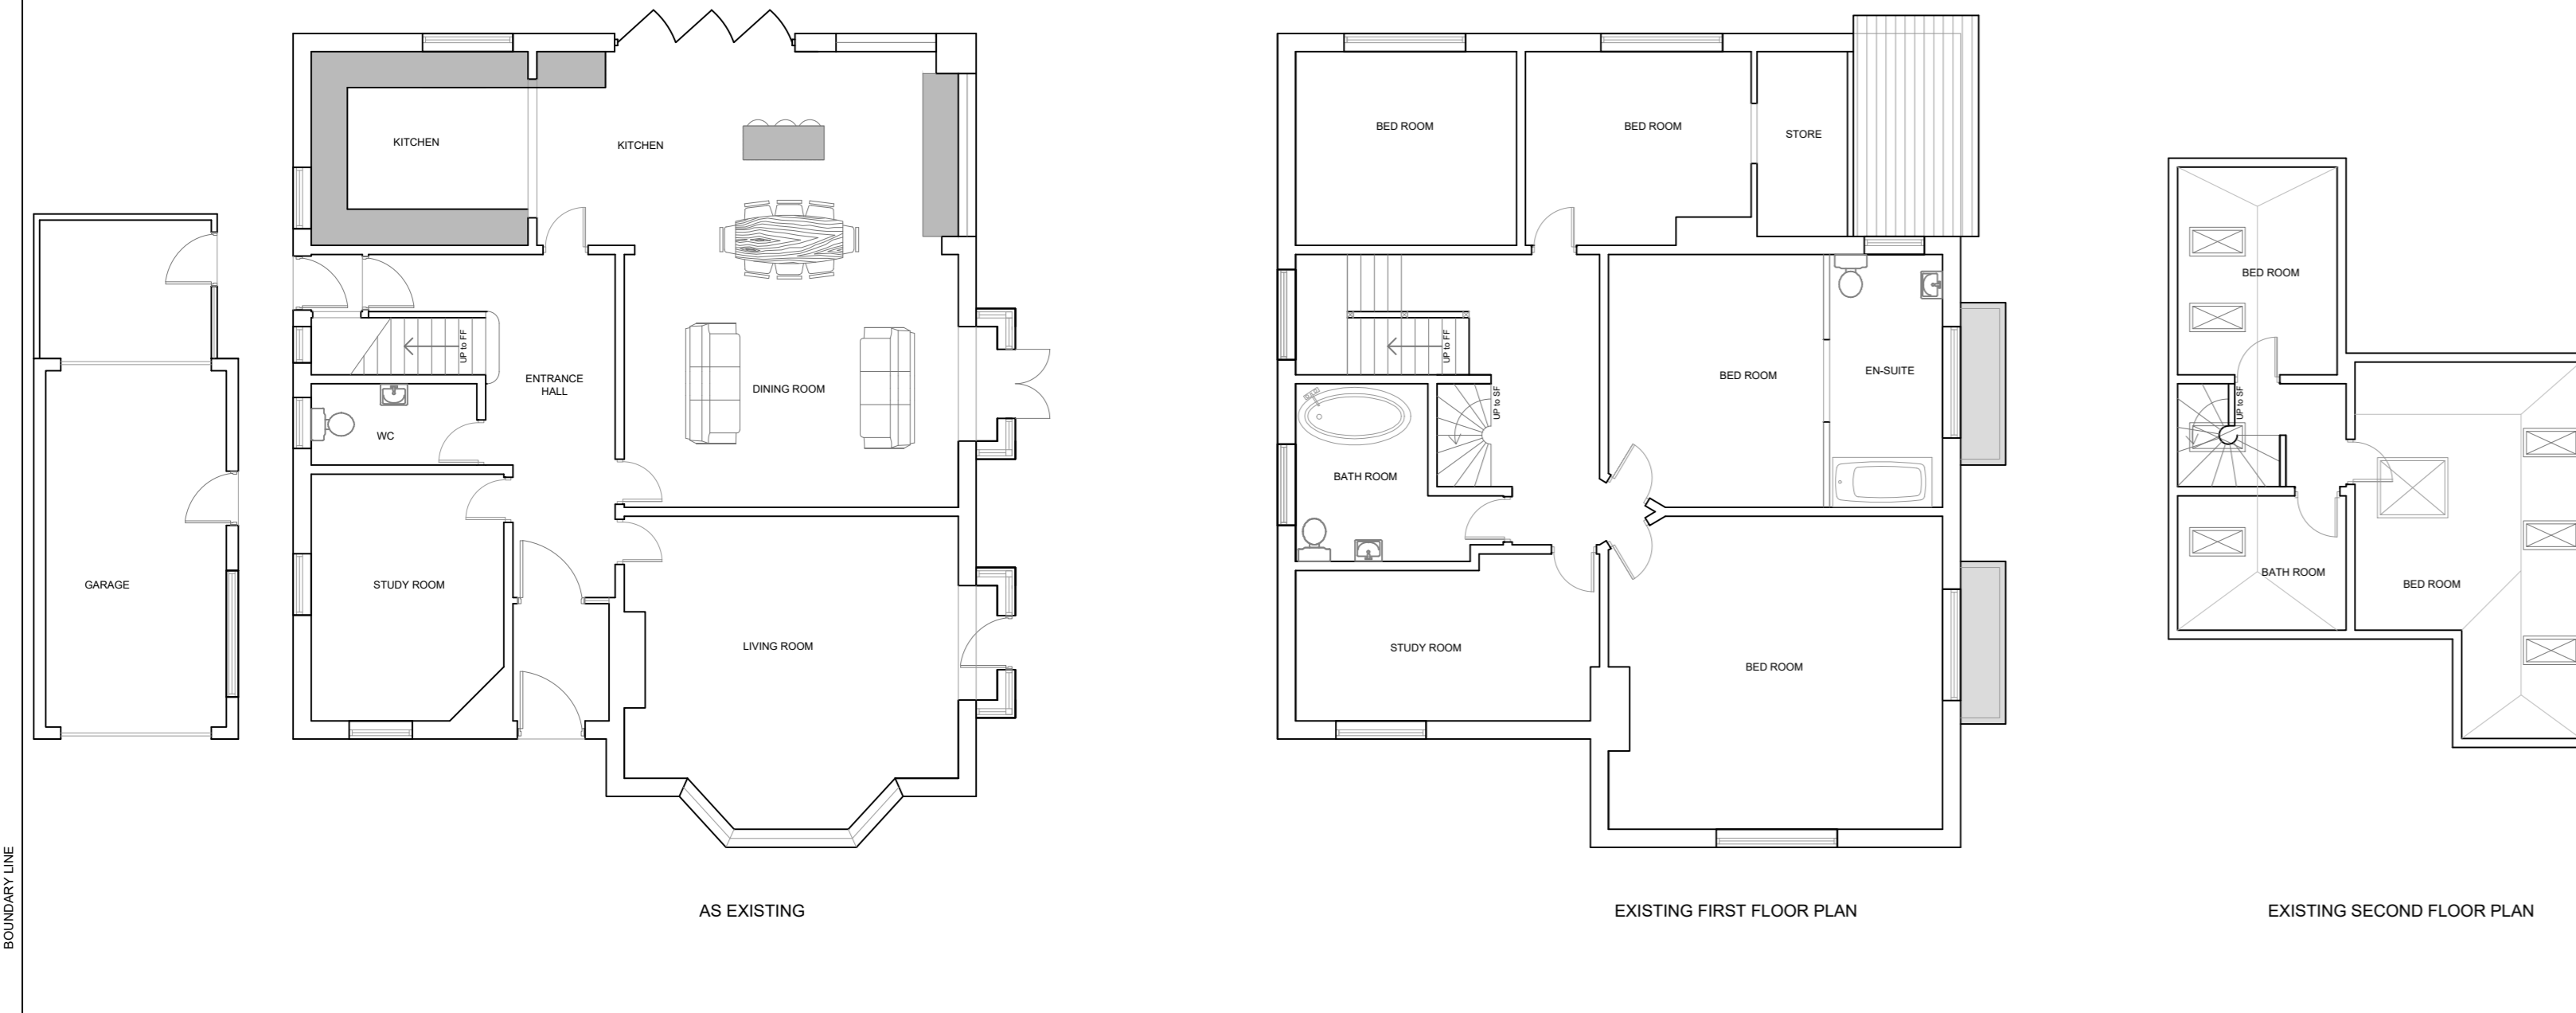 KITCHEN
KITCHEN
ENTRANCE
HALL
UP to FF
DINING ROOM
WC
GARAGE
STUDY ROOM
LIVING ROOM
BOUNDARY LINE
AS EXISTING
BED ROOM
BED ROOM
STORE
UP to FF
UP to SF
BED ROOM
EN-SUITE
BATH ROOM
STUDY ROOM
BED ROOM
EXISTING FIRST FLOOR PLAN
BED ROOM
UP to SF
BATH ROOM
BED ROOM
EXISTING SECOND FLOOR PLAN